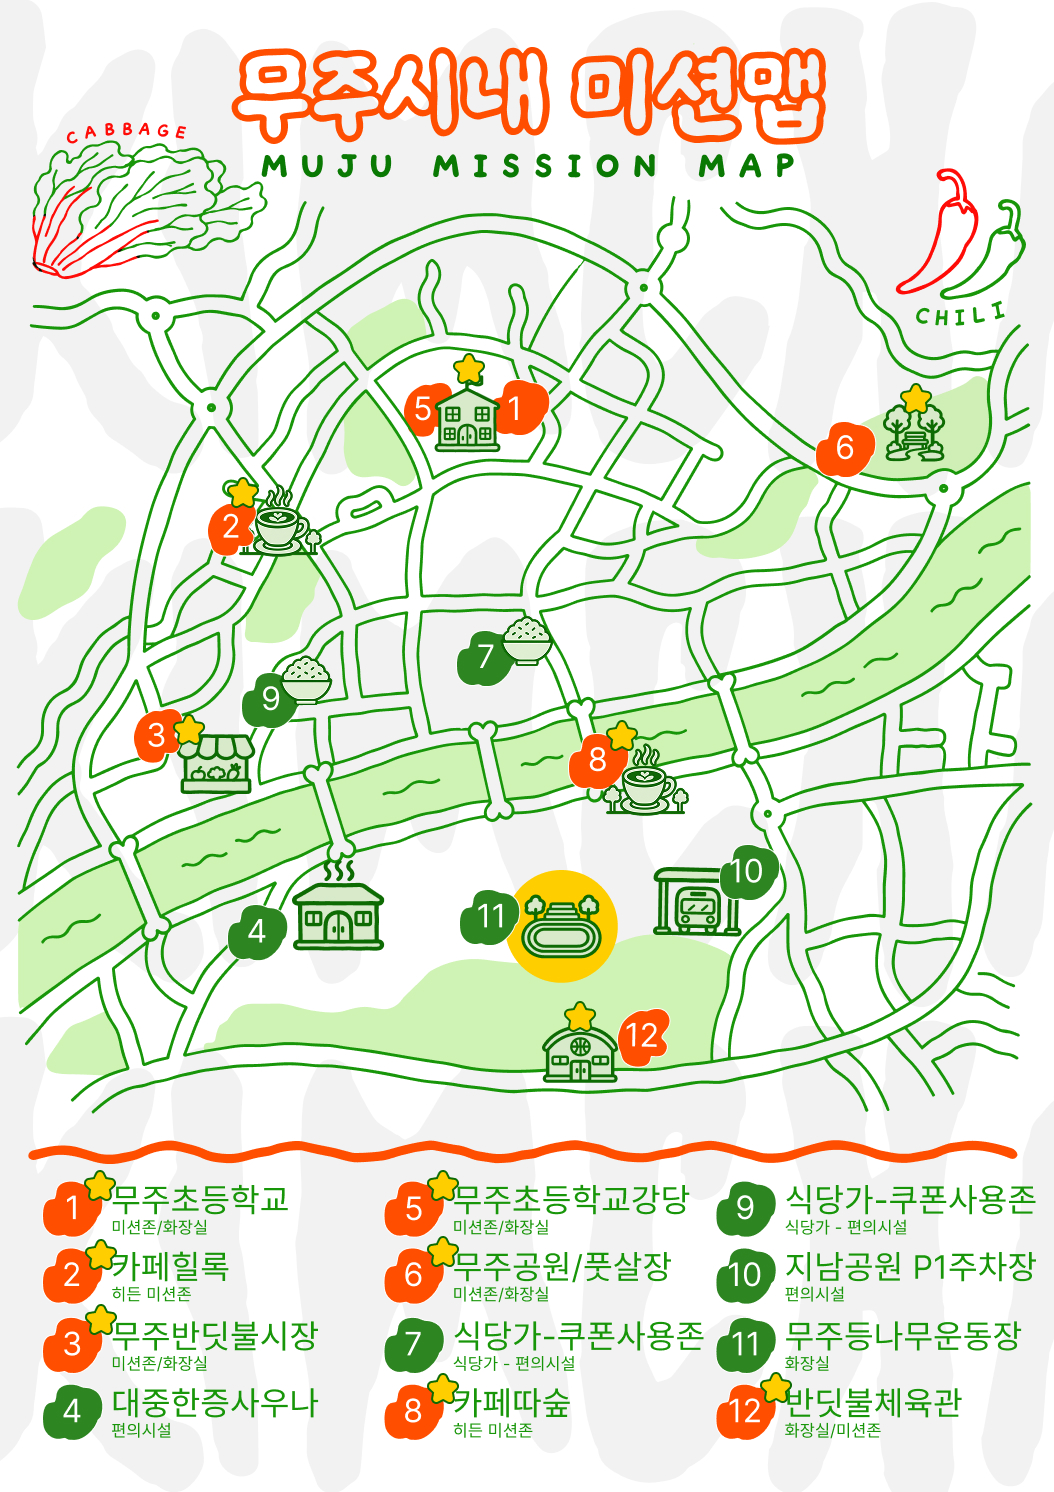 무주시내 미션맵
MUJU MISSION MAP
CABBAGE
CHILI
5
1
6
2
7
9
3
8
10
11
4
12
1 무주초등학교
미션존/화장실
2 카페힐록
히든 미션존
3 무주반딧불시장
미션존/화장실
4 대중한증사우나
편의시설
5 무주초등학교강당
미션존/화장실
6 무주공원/풋살장
미션존/화장실
7 식당가-쿠폰사용존
식당가 - 편의시설
8 카페따숲
히든 미션존
9 식당가-쿠폰사용존
식당가 - 편의시설
10 지남공원 P1주차장
편의시설
11 무주등나무운동장
화장실
12 반딧불체육관
화장실/미션존